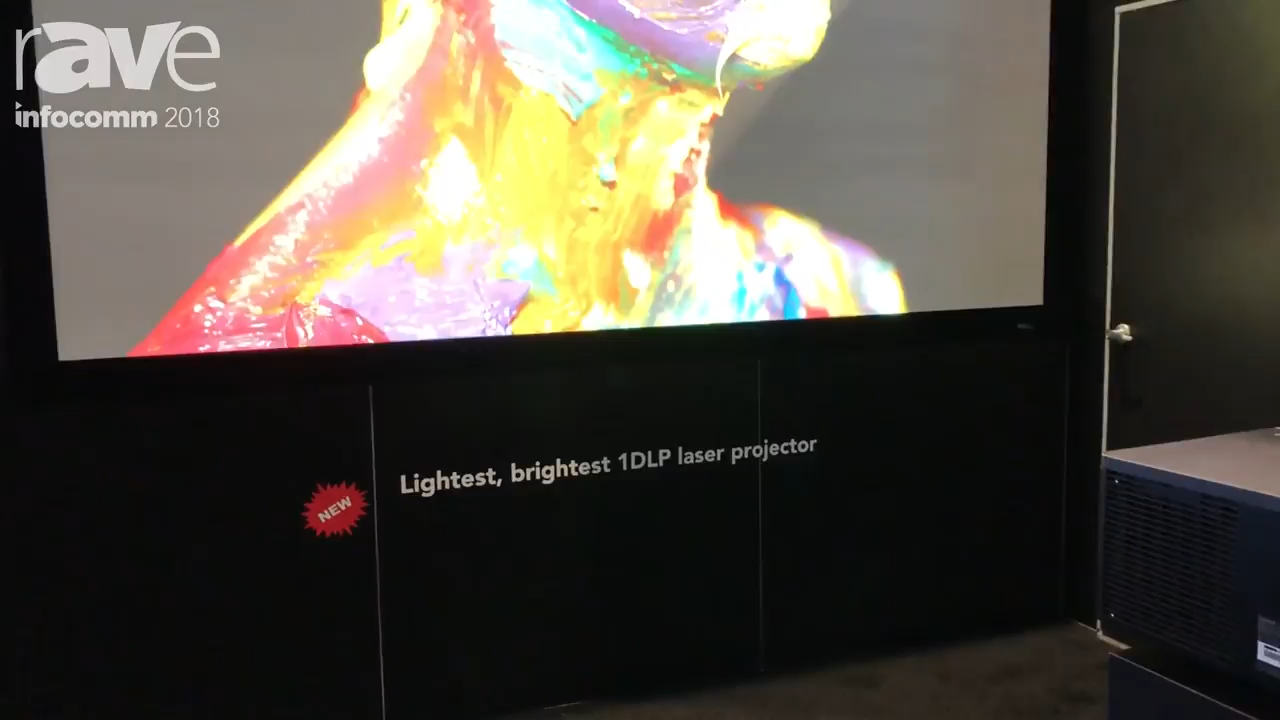 rave
infocomm 2018
Lightest, brightest 1DLP laser projector
NEW